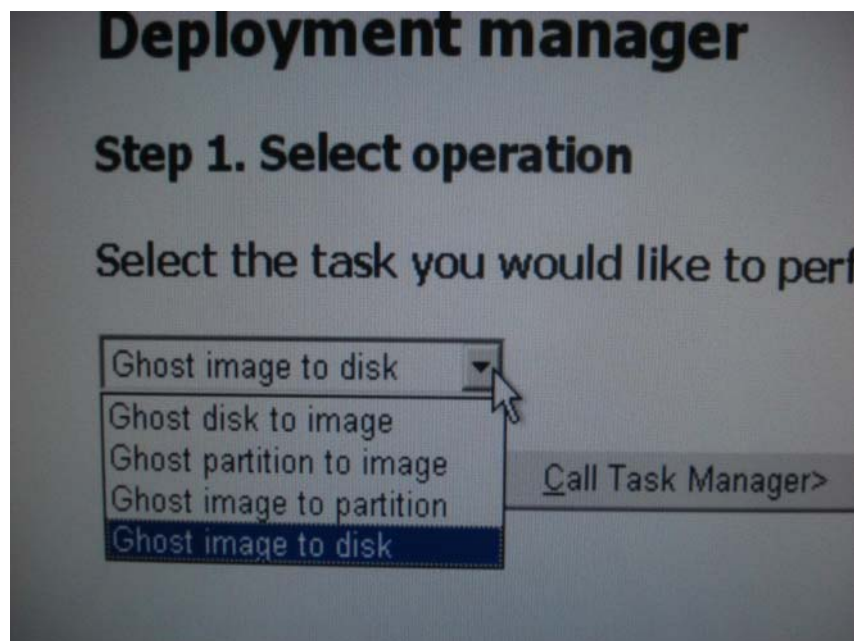 Deployment manager
Step 1. Select operation
Select the task you would like to
Ghost image to disk
Ghost disk to image
Ghost partition to image
Ghost image to partition
Ghost image to disk
Call Task Manager>